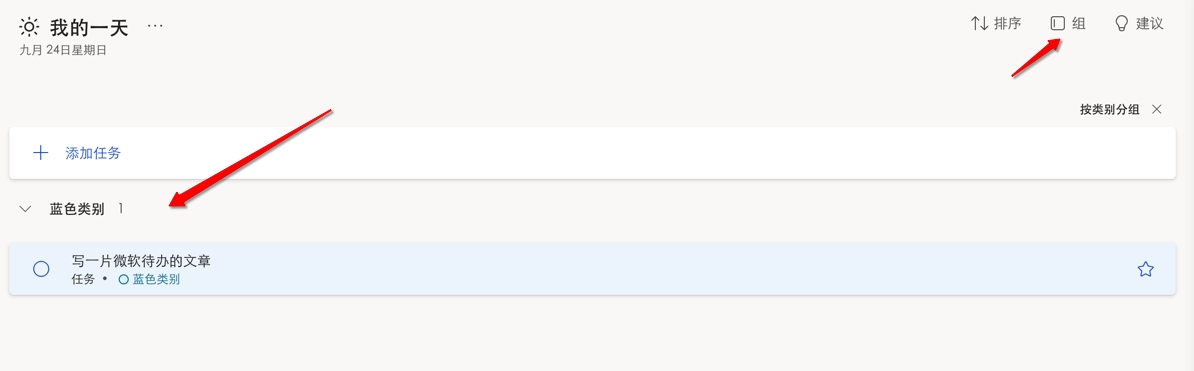 我的一天 ...
排序 组 建议
九月 24日星期日
按类别分组
添加任务
蓝色类别 1
写一片微软待办的文章
任务 • 蓝色类别